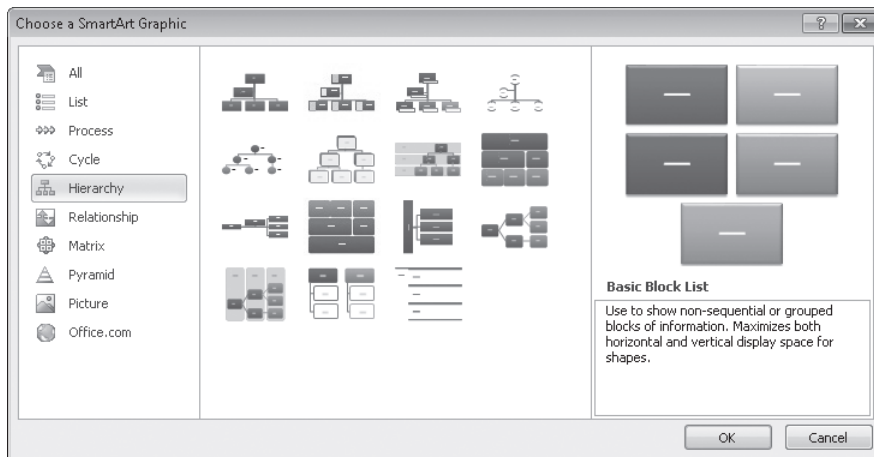 Choose a SmartArt Graphic
All
List
Process
Cycle
Hierarchy
Relationship
Matrix
Pyramid
Picture
Office.com
Basic Block List
Use to show non-sequential or grouped
blocks of information. Maximizes both
horizontal and vertical display space for
shapes.
OK
Cancel